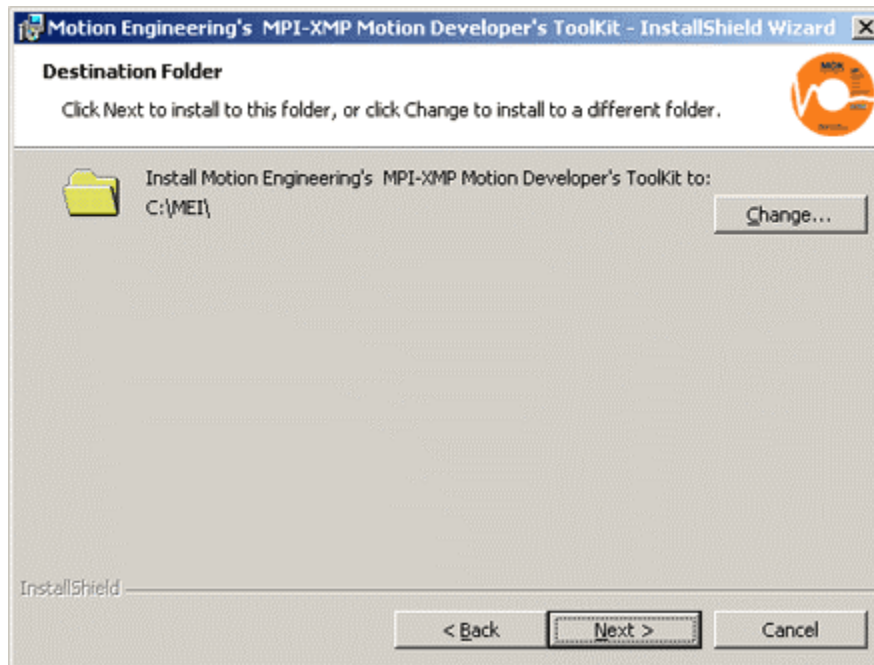 Motion Engineering's MPI-XMP Motion Developer's ToolKit - InstallShield Wizard
Destination Folder
Click Next to install to this folder, or click Change to install to a different folder.
Install Motion Engineering's MPI-XMP Motion Developer's ToolKit to:
C:\MEI\
Change...
InstallShield
< Back
Next >
Cancel